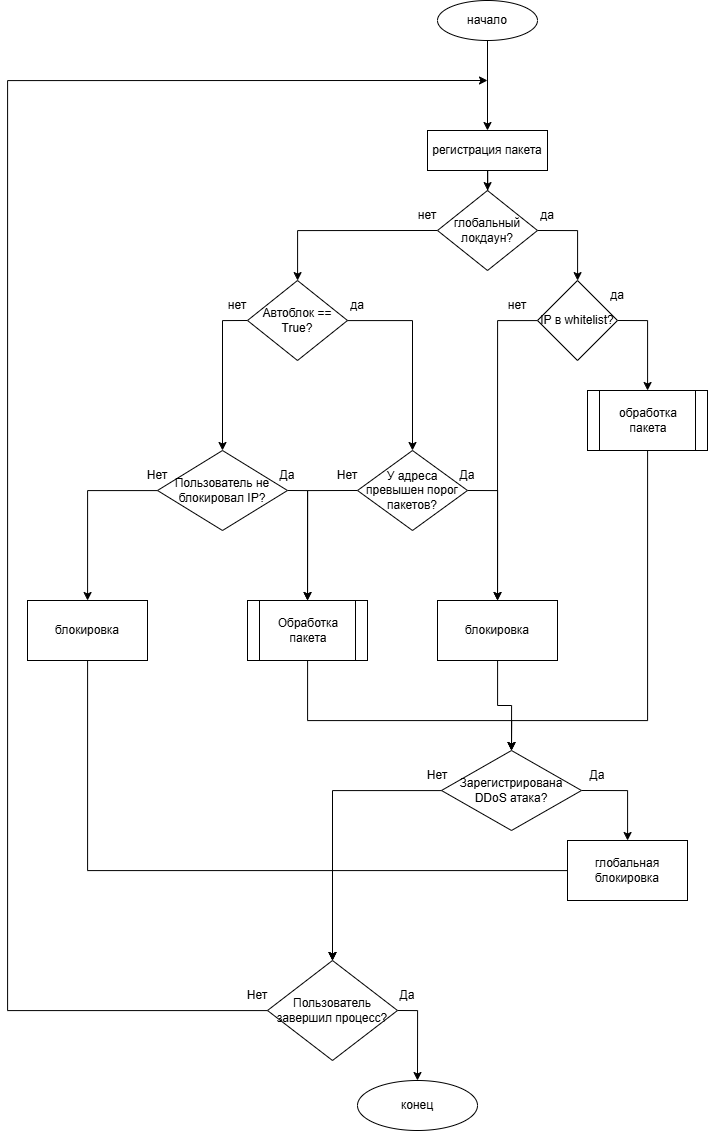 начало
регистрация пакета
нет
глобальный
локдаун?
да
нет
Автоблок ==
True?
да
нет
IP в whitelist?
да
обработка
пакета
Нет
Пользователь не
блокировал IP?
Да
Нет
У адреса
превышен порог
пакетов?
Да
блокировка
Обработка
пакета
блокировка
Нет
Зарегистрирована
DDoS атака?
Да
глобальная
блокировка
Нет
Пользователь
завершил процесс?
Да
конец